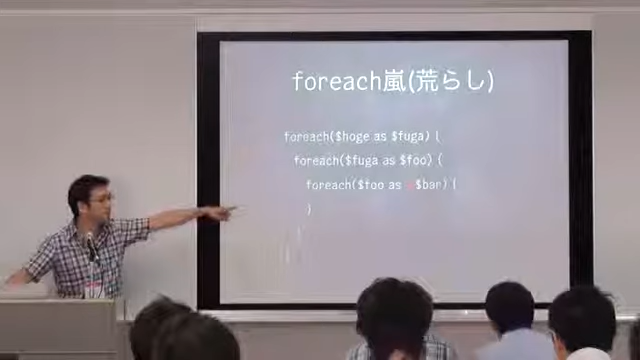 foreach嵐(荒らし)
foreach($hoge as $fuga) {
foreach($fuga as $foo) {
foreach($foo as $bar) {
}
}
}